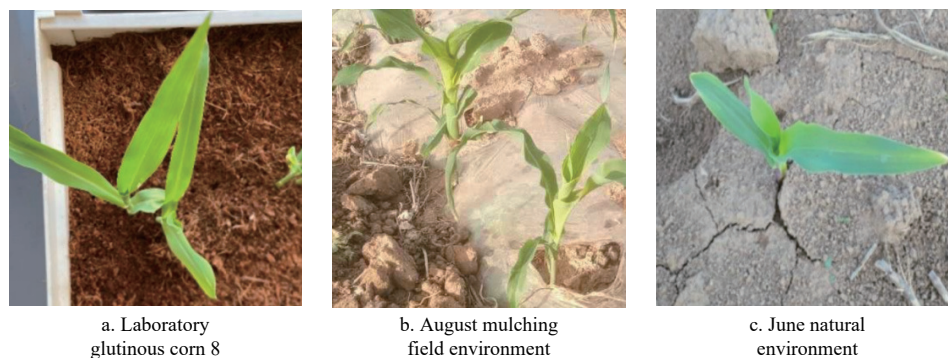 a. Laboratory
glutinous corn 8
b. August mulching
field environment
c. June natural
environment